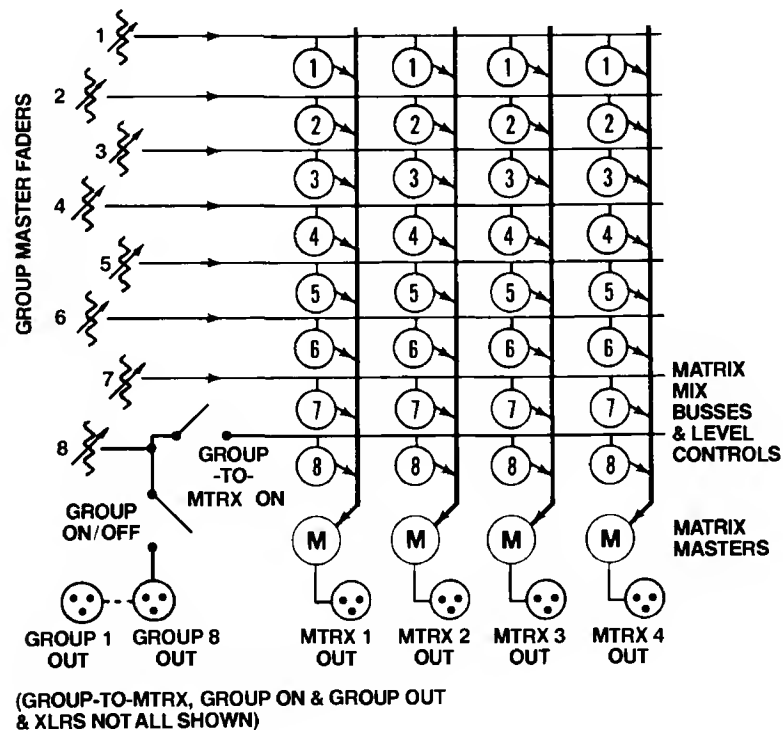 GROUP MASTER FADERS
1
1 1 1 1
2
2 2 2 2
3
3 3 3 3
4
4 4 4 4
5
5 5 5 5
6
6 6 6 6
7
7 7 7 7
8
8 8 8 8
MATRIX
MIX
BUSSES
& LEVEL
CONTROLS
GROUP
-TO-
MTRX ON
GROUP
ON/OFF
M M M M
MATRIX
MASTERS
GROUP 1
OUT
GROUP 8
OUT
MTRX 1
OUT
MTRX 2
OUT
MTRX 3
OUT
MTRX 4
OUT
(GROUP-TO-MTRX, GROUP ON & GROUP OUT
& XLRS NOT ALL SHOWN)